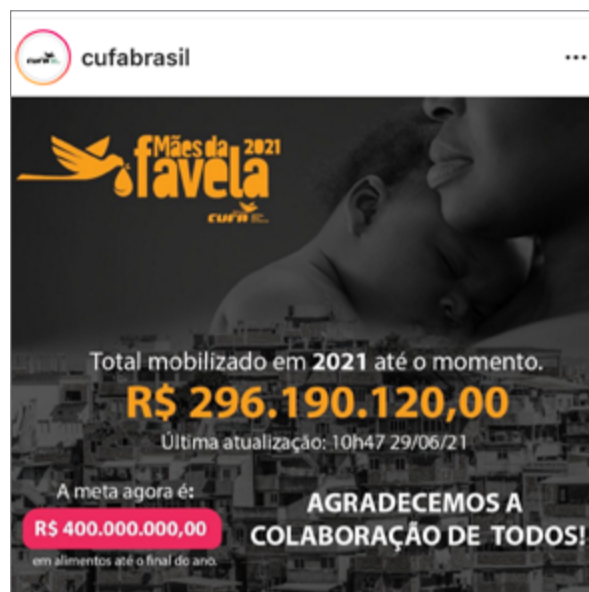 cufabrasil
Mães da 2021
favela
cufa
Total mobilizado em 2021 até o momento.
R$ 296.190.120,00
Última atualização: 10h47 29/06/21
A meta agora é:
R$ 400.000.000,00
em alimentos até o final do ano.
AGRADECEMOS A
COLABORAÇÃO DE TODOS!